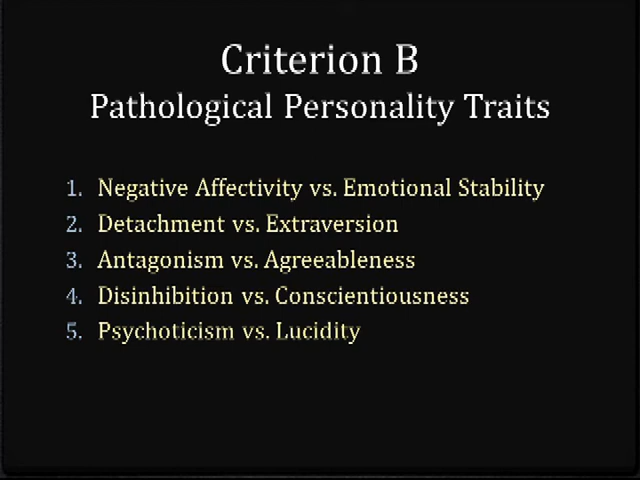 Criterion B
Pathological Personality Traits
1. Negative Affectivity vs. Emotional Stability
2. Detachment vs. Extraversion
3. Antagonism vs. Agreeableness
4. Disinhibition vs. Conscientiousness
5. Psychoticism vs. Lucidity